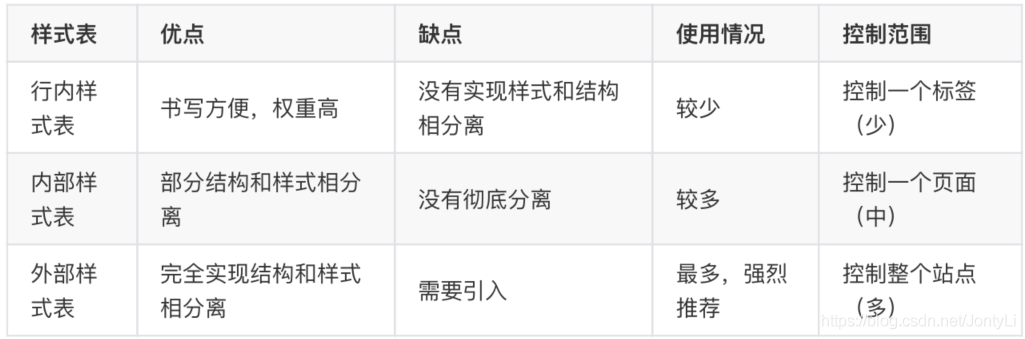 样式表 优点 缺点 使用情况 控制范围
行内样式表 书写方便，权重高 没有实现样式和结构相分离 较少 控制一个标签（少）
内部样式表 部分结构和样式相分离 没有彻底分离 较多 控制一个页面（中）
外部样式表 完全实现结构和样式相分离 需要引入 最多，强烈推荐 控制整个站点（多）
https://blog.csdn.net/JontyLi